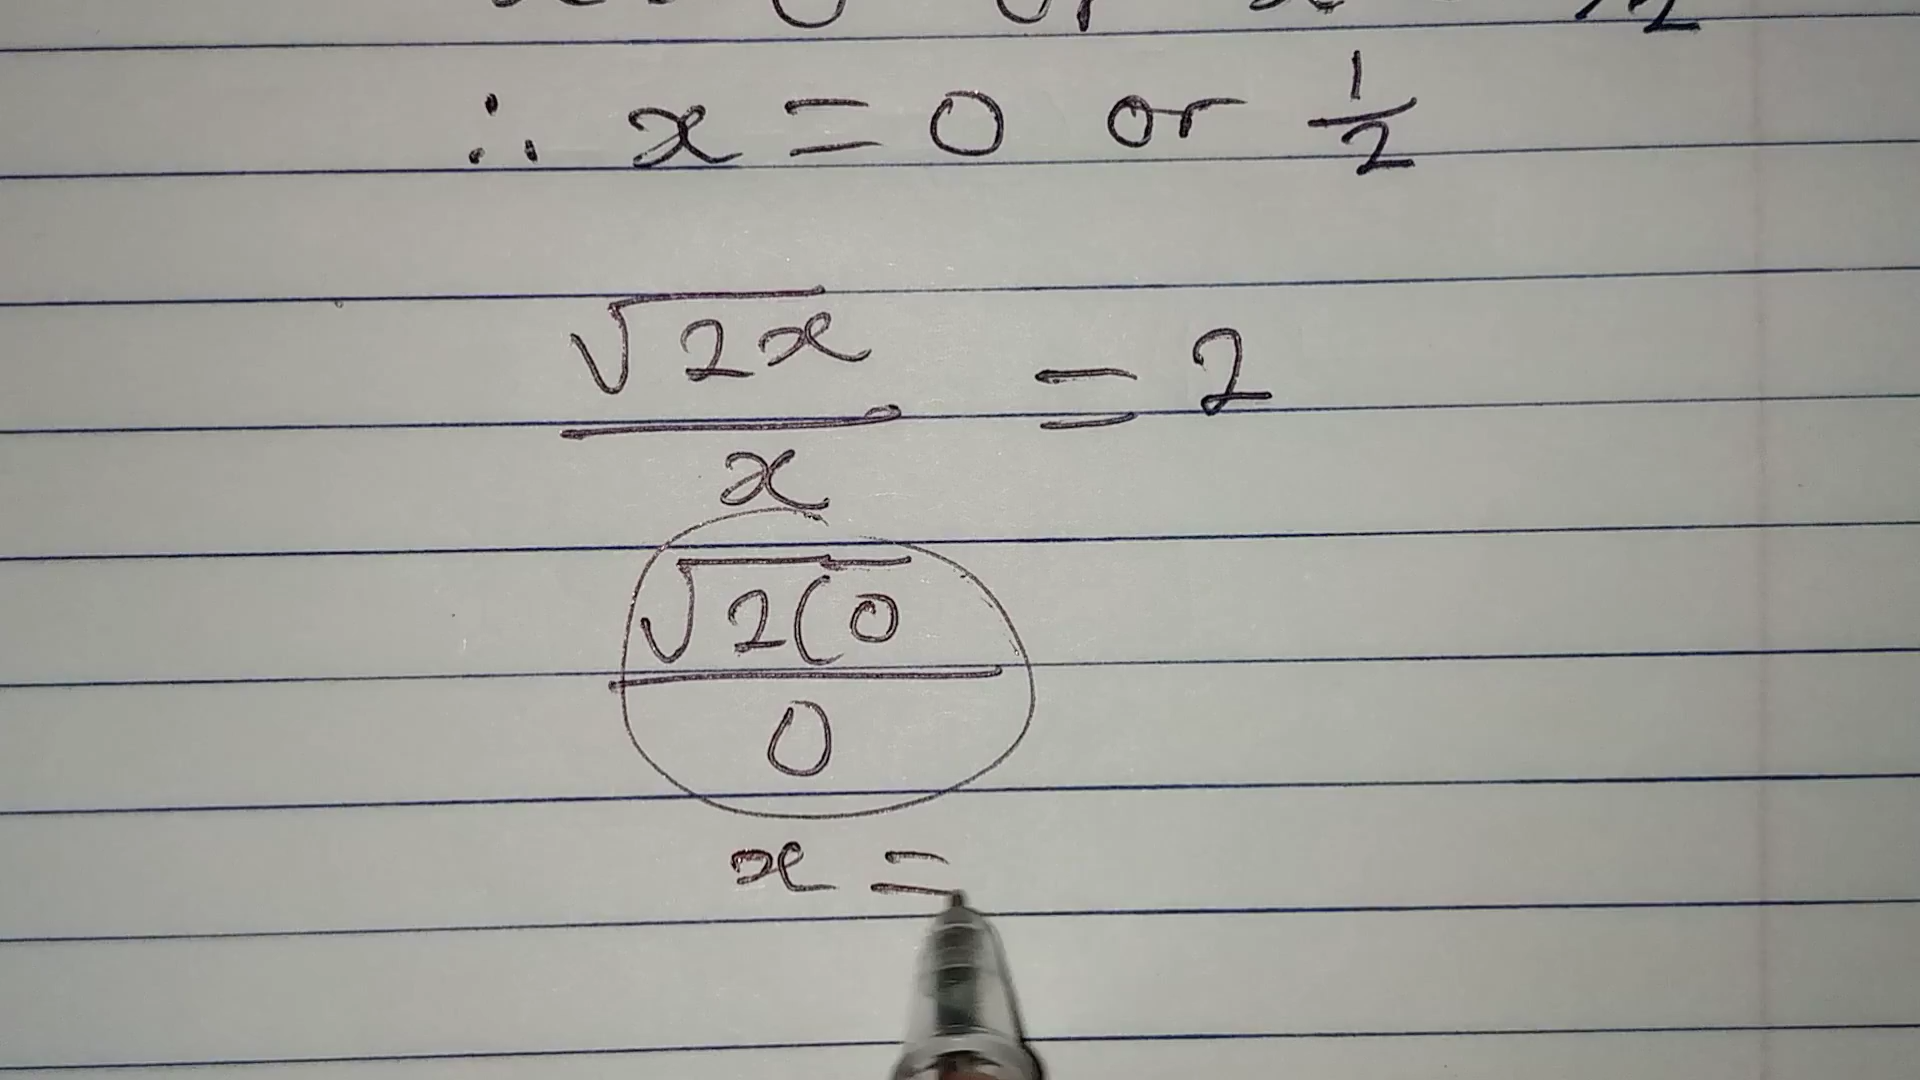 ∴ x = 0 or 1/2
√2x / x = 2
√2(0 / 0
x =